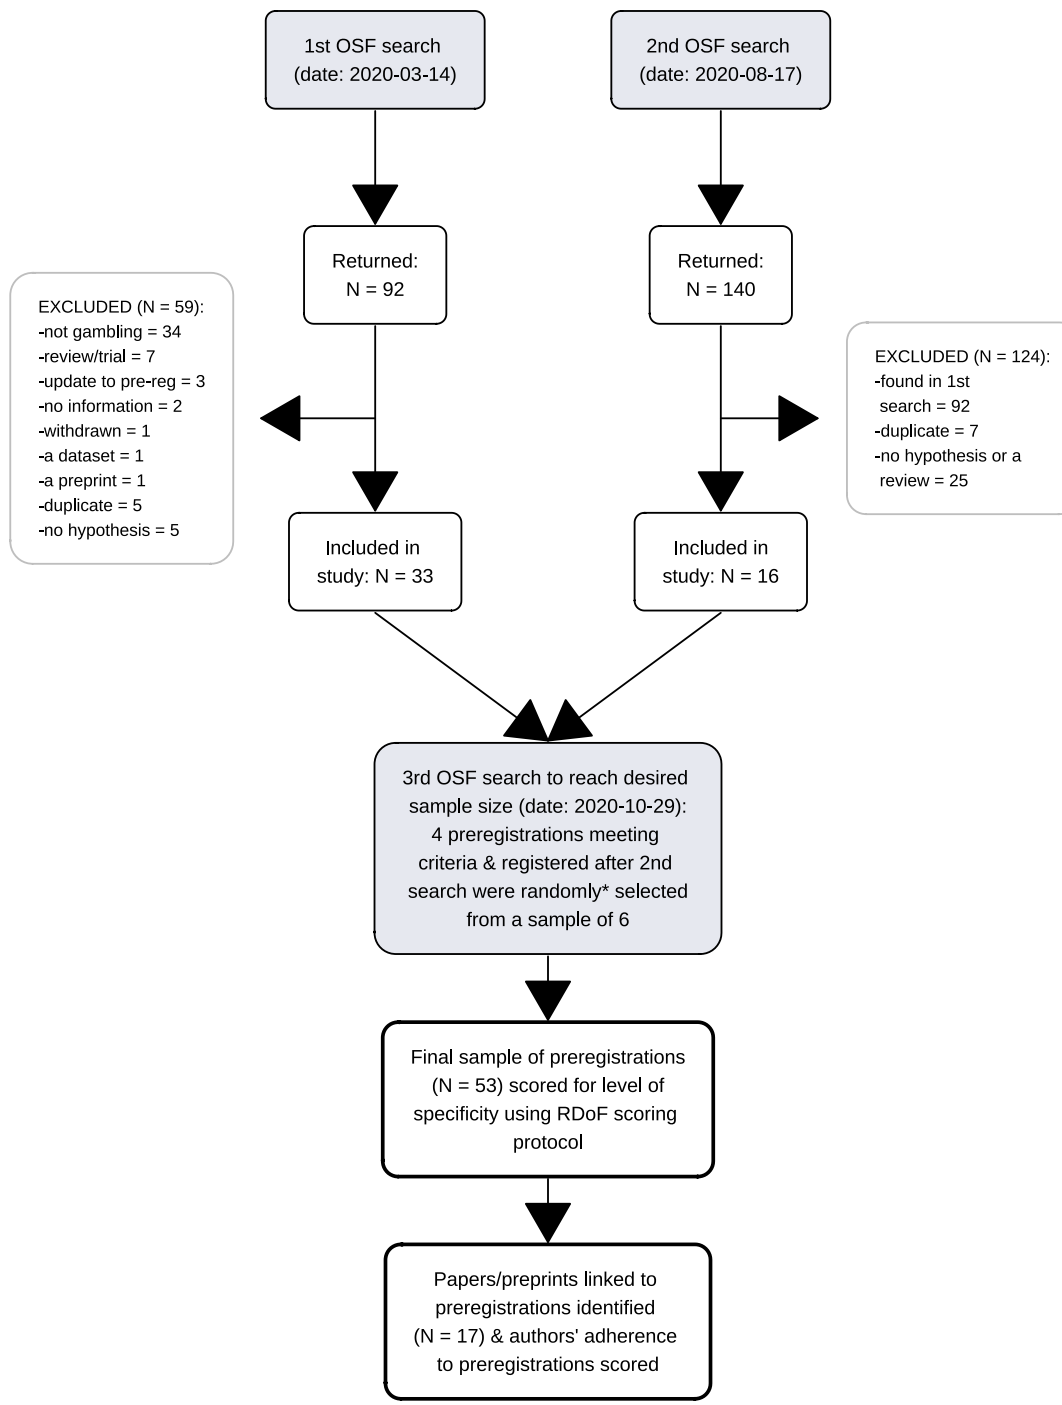 1st OSF search
(date: 2020-03-14)
2nd OSF search
(date: 2020-08-17)
Returned:
N = 92
Returned:
N = 140
EXCLUDED (N = 59):
-not gambling = 34
-review/trial = 7
-update to pre-reg = 3
-no information = 2
-withdrawn = 1
-a dataset = 1
-a preprint = 1
-duplicate = 5
-no hypothesis = 5
EXCLUDED (N = 124):
-found in 1st
search = 92
-duplicate = 7
-no hypothesis or a
review = 25
Included in
study: N = 33
Included in
study: N = 16
3rd OSF search to reach desired
sample size (date: 2020-10-29):
4 preregistrations meeting
criteria & registered after 2nd
search were randomly* selected
from a sample of 6
Final sample of preregistrations
(N = 53) scored for level of
specificity using RDoF scoring
protocol
Papers/preprints linked to
preregistrations identified
(N = 17) & authors' adherence
to preregistrations scored